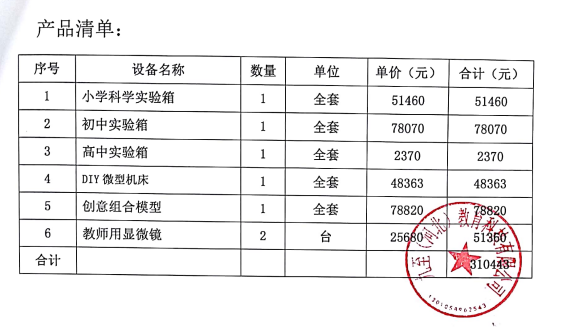 产品清单：
序号 设备名称 数量 单位 单价（元） 合计（元）
1 小学科学实验箱 1 全套 51460 51460
2 初中实验箱 1 全套 78070 78070
3 高中实验箱 1 全套 2370 2370
4 DIY 微型机床 1 全套 48363 48363
5 创意组合模型 1 全套 78820 78820
6 教师用显微镜 2 台 25680 51360
合计 310443
（河北）教育科技有限公司